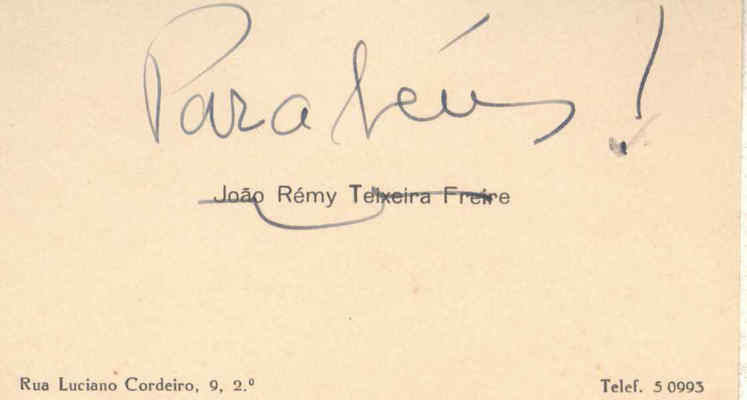 Parabéns!
João Rémy Teixeira Freire
Rua Luciano Cordeiro, 9, 2.º
Telef. 5 0993